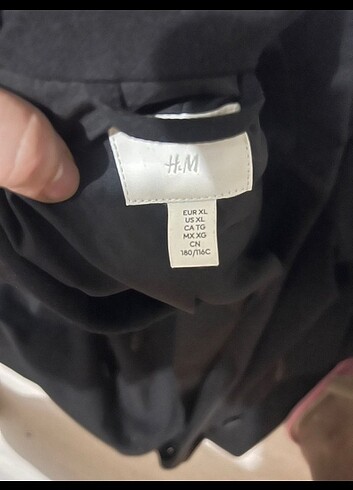 H&M
EUR XL
US XL
CA TG
MX XG
CN
180/116C